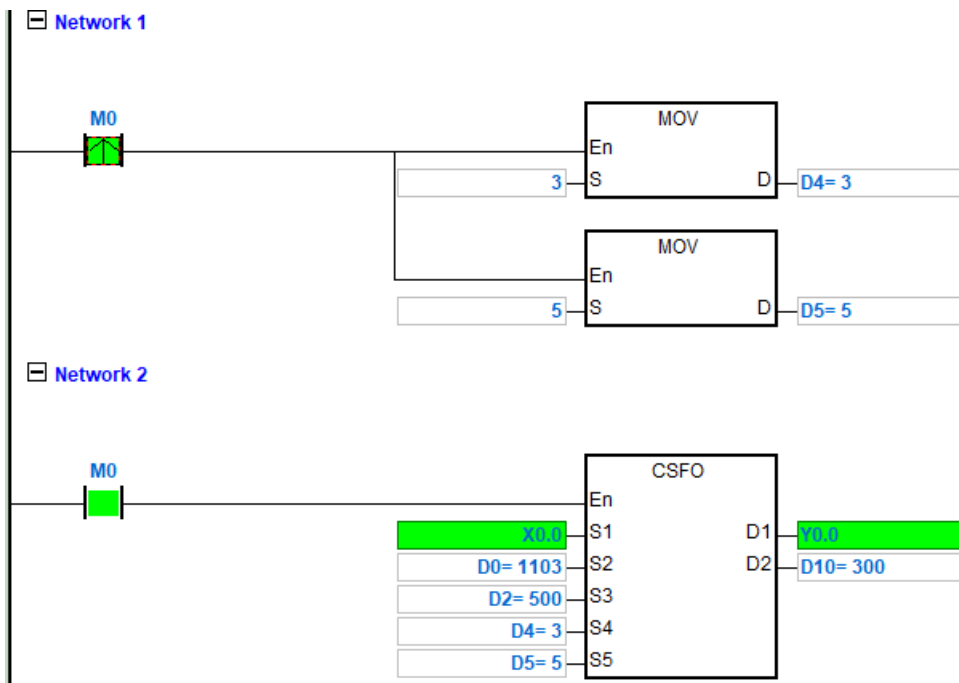 Network 1
M0
MOV
En
3 S D D4= 3
MOV
En
5 S D D5= 5
Network 2
M0
CSFO
En
X0.0 S1 D1 Y0.0
D0= 1103 S2 D2 D10= 300
D2= 500 S3
D4= 3 S4
D5= 5 S5